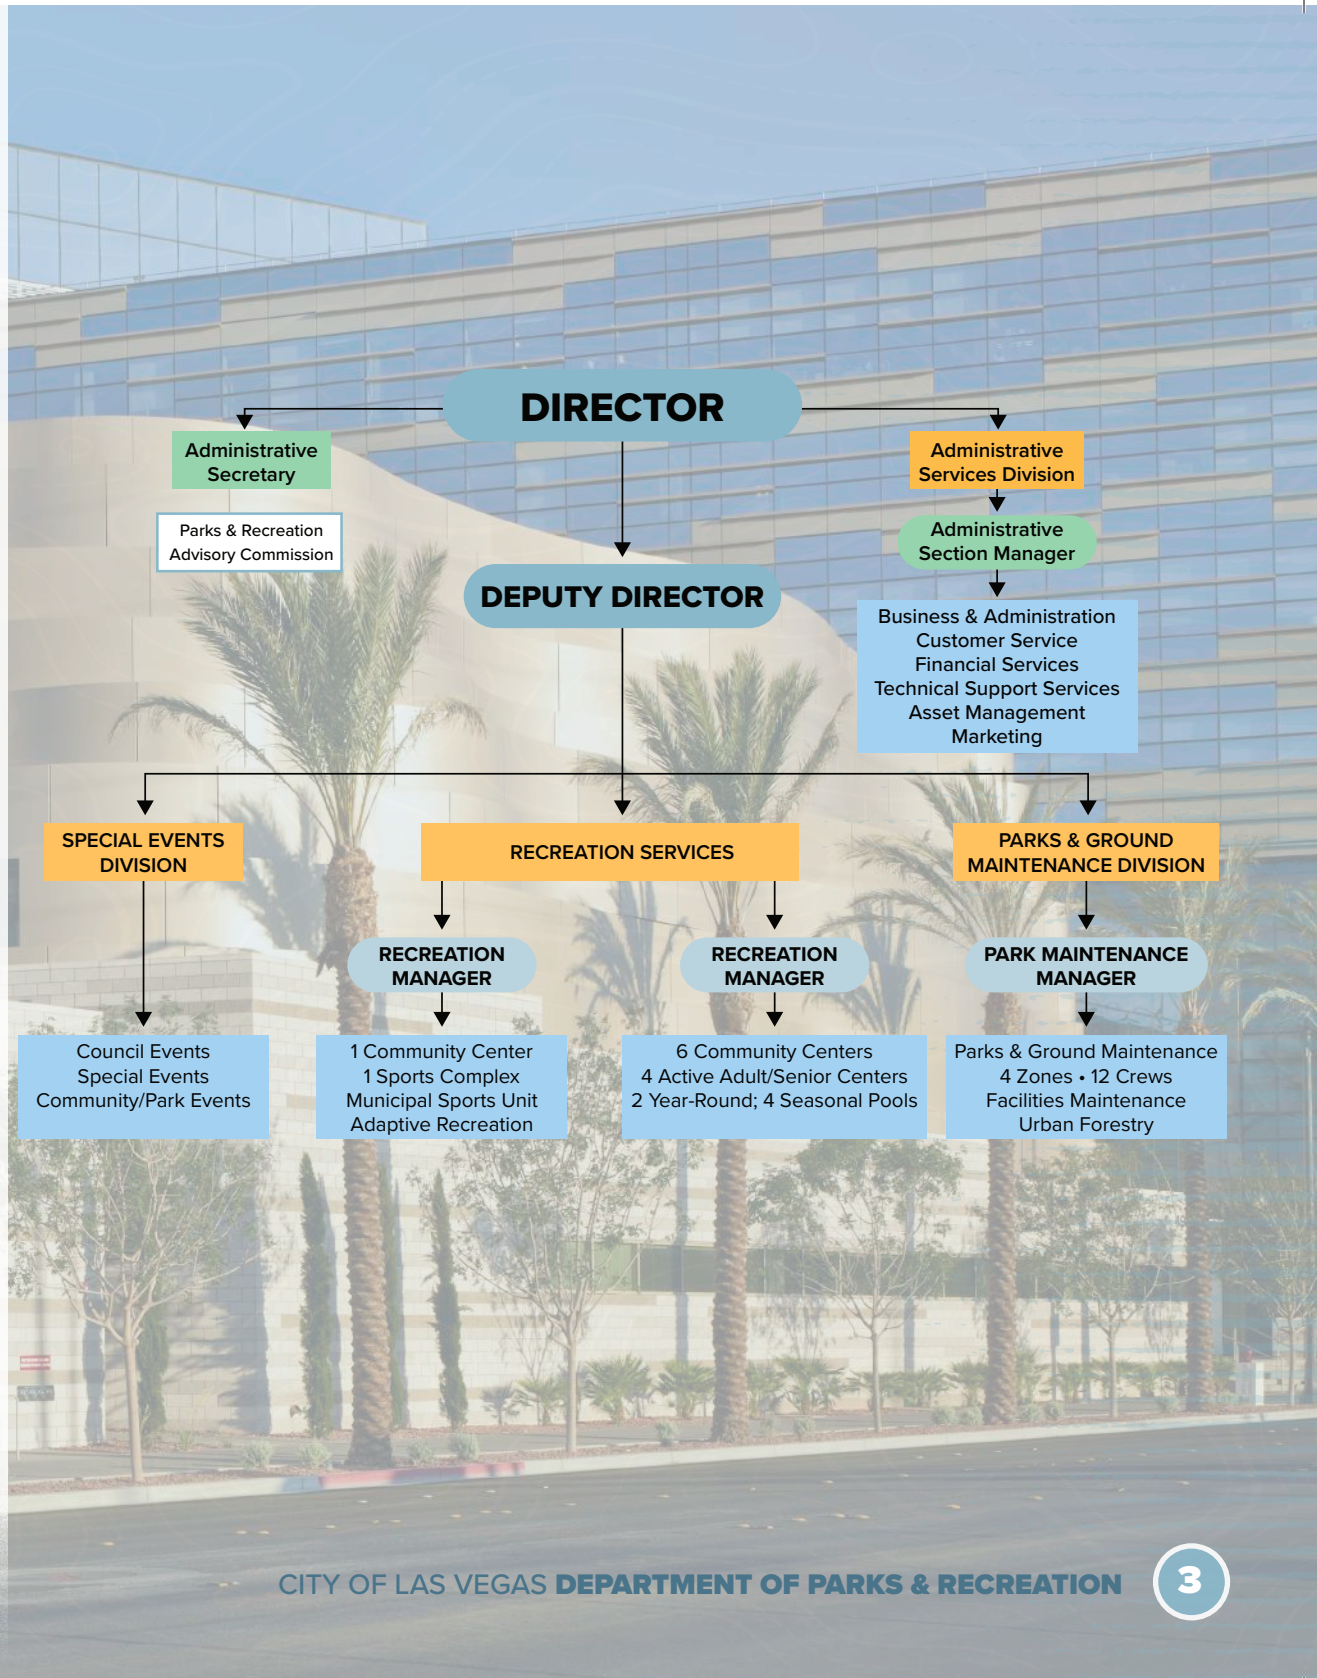 DIRECTOR
Administrative
Secretary
Parks & Recreation
Advisory Commission
Administrative
Services Division
Administrative
Section Manager
Business & Administration
Customer Service
Financial Services
Technical Support Services
Asset Management
Marketing
DEPUTY DIRECTOR
SPECIAL EVENTS
DIVISION
Council Events
Special Events
Community/Park Events
RECREATION SERVICES
RECREATION
MANAGER
1 Community Center
1 Sports Complex
Municipal Sports Unit
Adaptive Recreation
RECREATION
MANAGER
6 Community Centers
4 Active Adult/Senior Centers
2 Year-Round; 4 Seasonal Pools
PARKS & GROUND
MAINTENANCE DIVISION
PARK MAINTENANCE
MANAGER
Parks & Ground Maintenance
4 Zones • 12 Crews
Facilities Maintenance
Urban Forestry
CITY OF LAS VEGAS DEPARTMENT OF PARKS & RECREATION
3